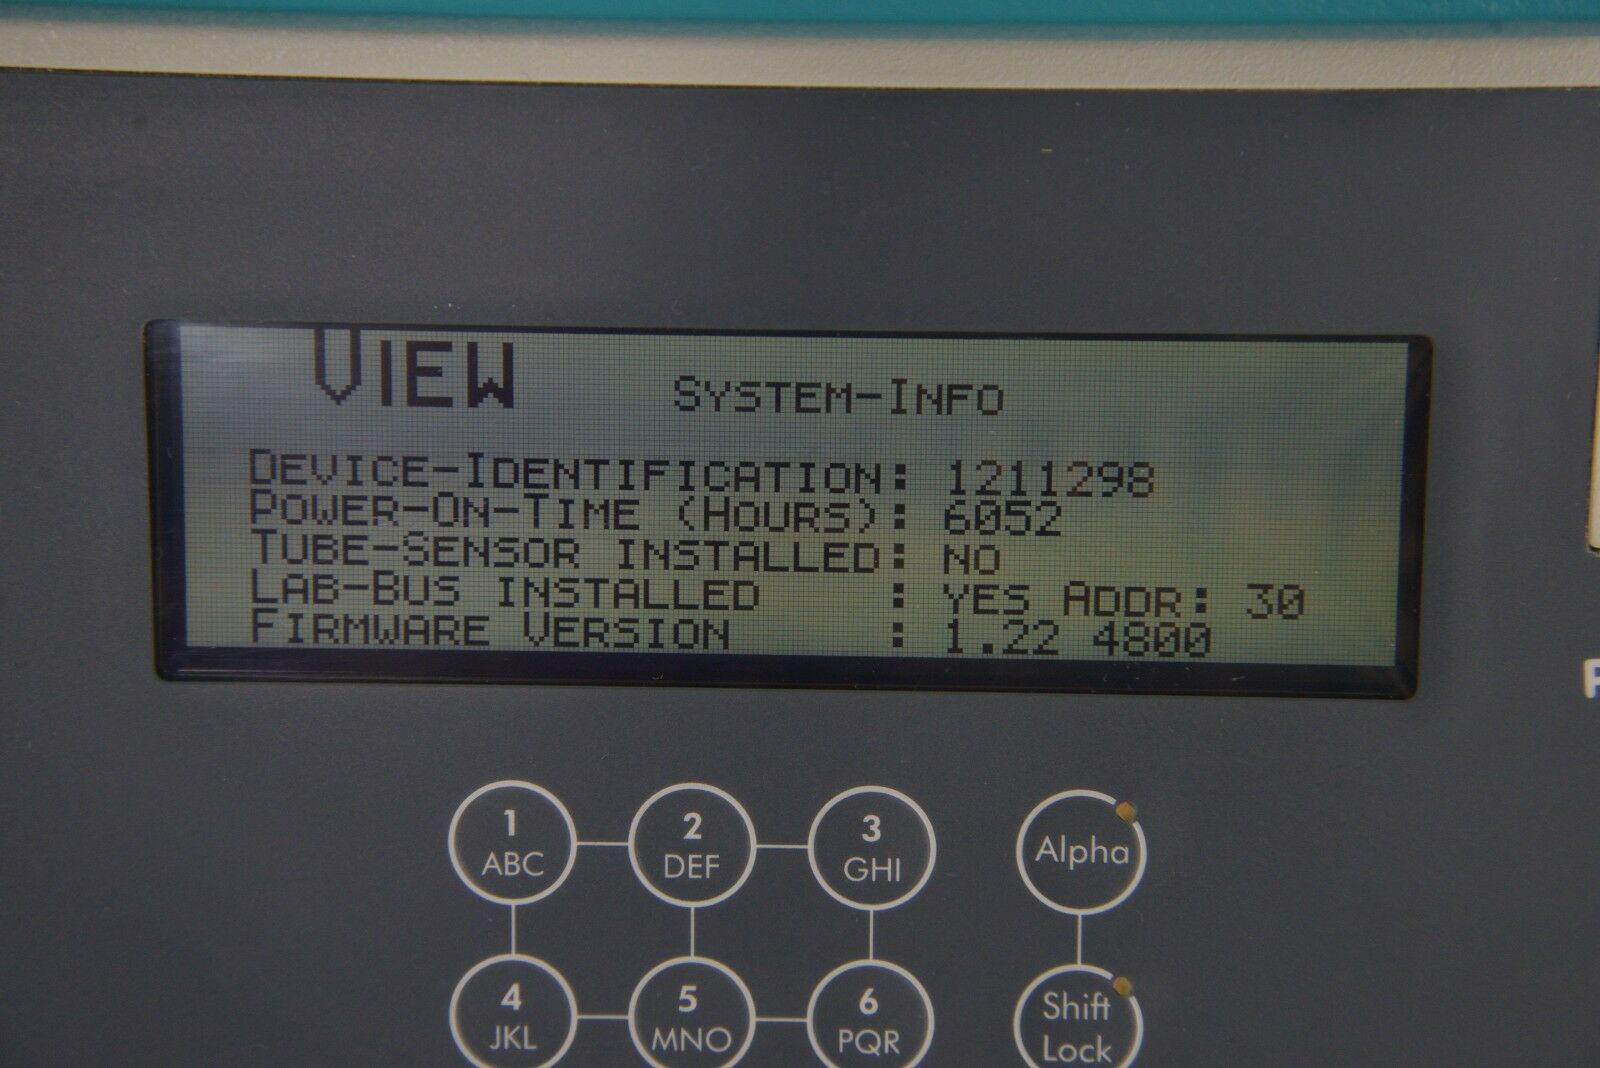 VIEW SYSTEM-INFO
DEVICE-IDENTIFICATION: 1211298
POWER-ON-TIME (HOURS): 6052
TUBE-SENSOR INSTALLED: NO
LAB-BUS INSTALLED : YES ADDR: 30
FIRMWARE VERSION : 1.22 4800
1 2 3
ABC DEF GHI Alpha
4 5 6 Shift
JKL MNO PQR Lock